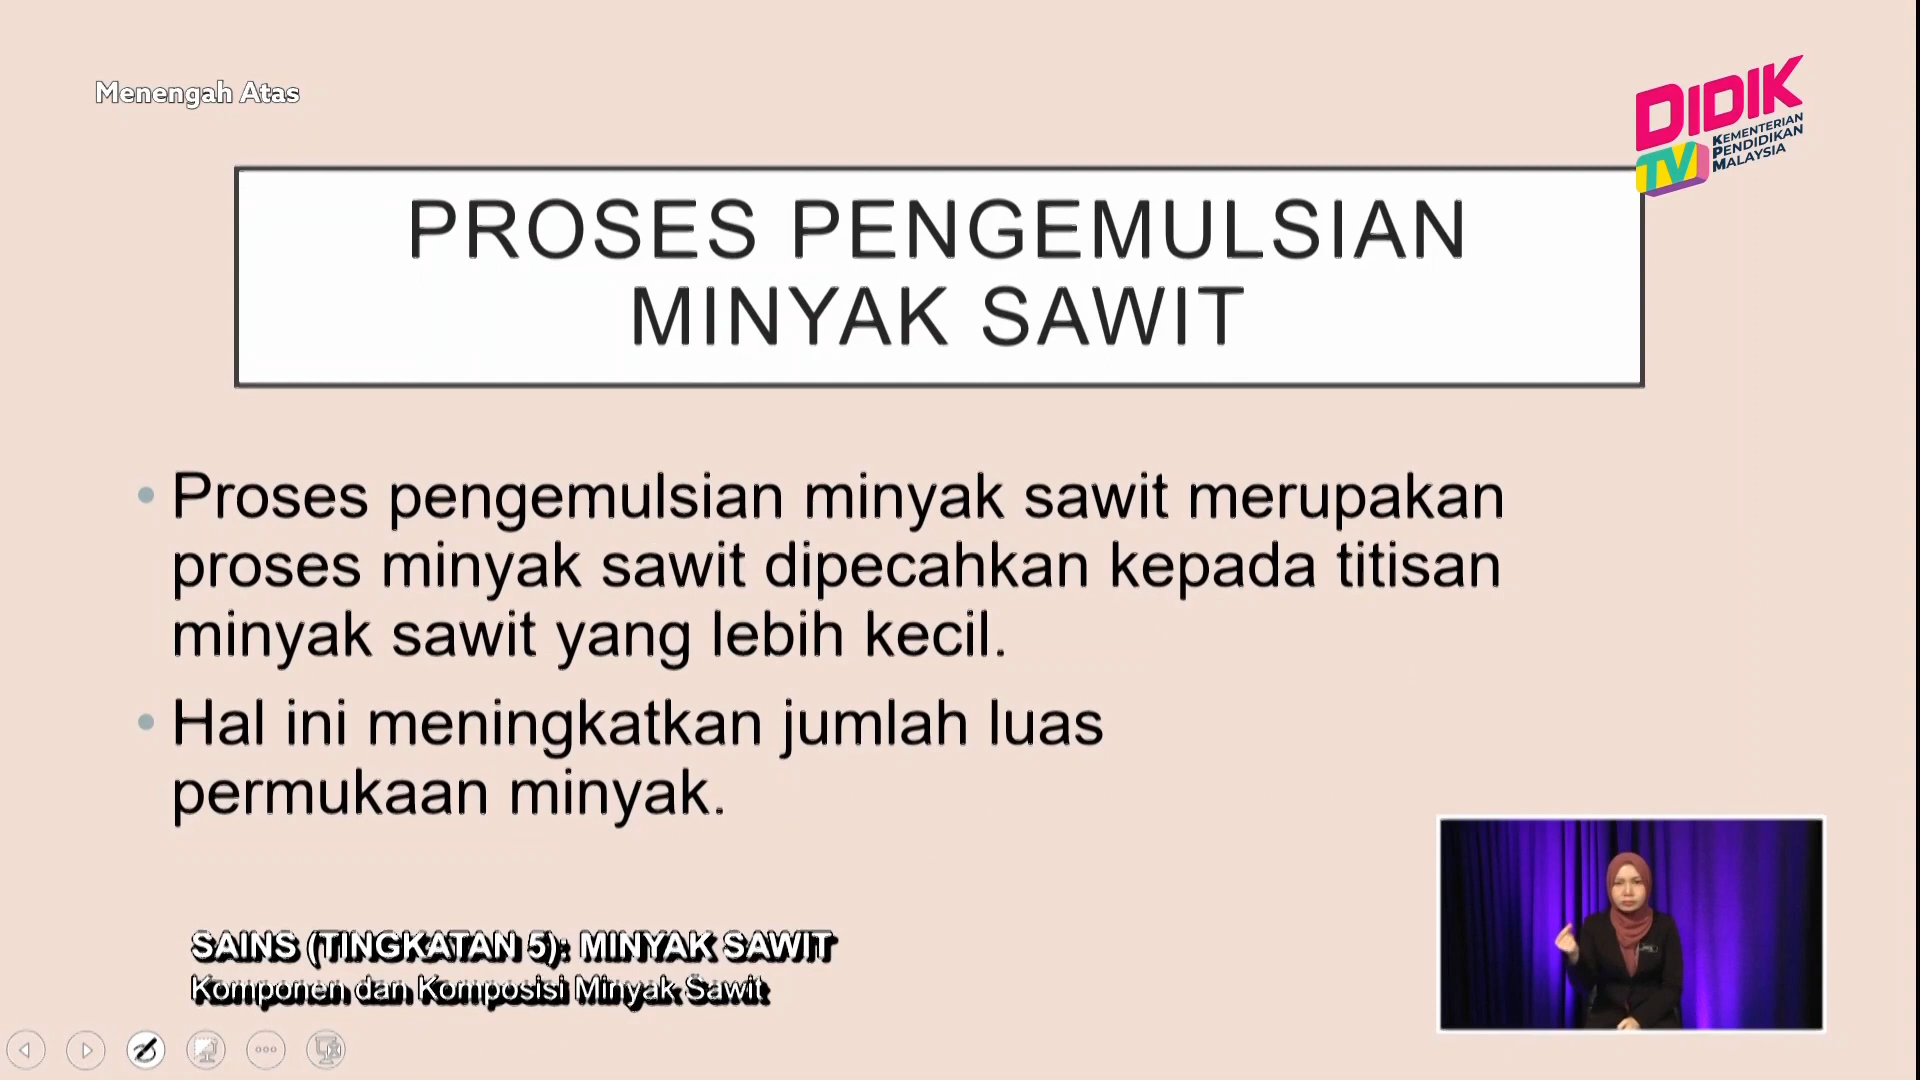 Menengah Atas
DIDIK
TV
KEMENTERIAN
PENDIDIKAN
MALAYSIA
PROSES PENGEMULSIAN
MINYAK SAWIT
• Proses pengemulsian minyak sawit merupakan
proses minyak sawit dipecahkan kepada titisan
minyak sawit yang lebih kecil.
• Hal ini meningkatkan jumlah luas
permukaan minyak.
SAINS (TINGKATAN 5): MINYAK SAWIT
Komponen dan Komposisi Minyak Sawit